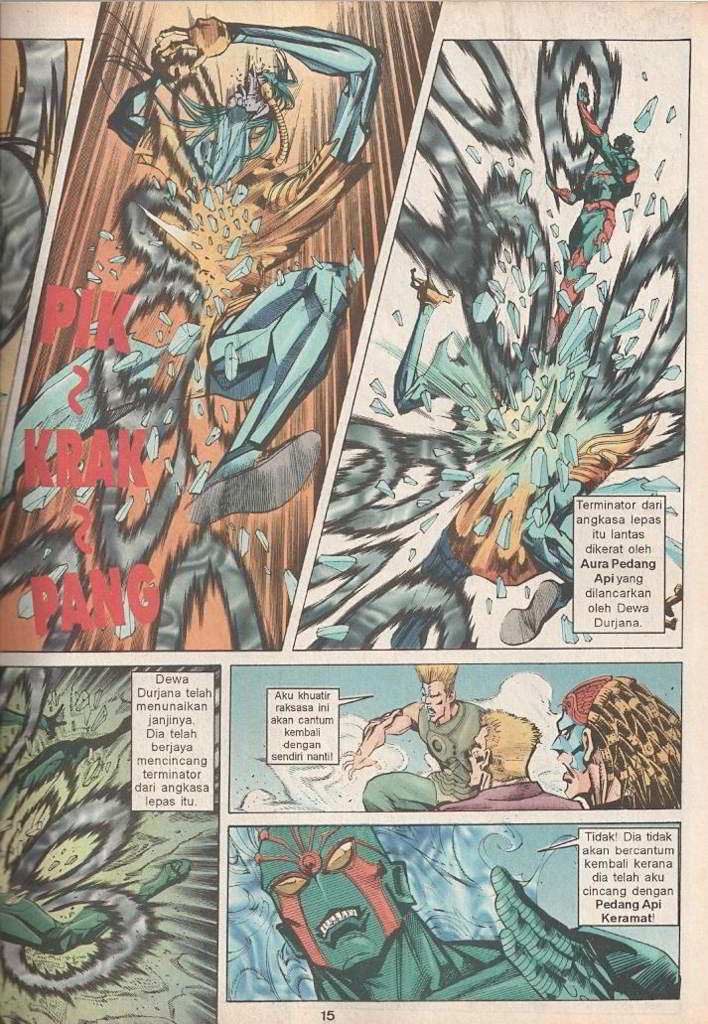 PIK
KRAK
PANG
Terminator dari
angkasa lepas
itu lantas
dikerat oleh
Aura Pedang
Api yang
dilancarkan
oleh Dewa
Durjana.
Dewa
Durjana telah
menunaikan
janjinya.
Dia telah
berjaya
mencincang
terminator
dari angkasa
lepas itu.
Aku khuatir
raksasa ini
akan cantum
kembali
dengan
sendiri nanti!
Tidak! Dia tidak
akan bercantum
kembali kerana
dia telah aku
cincang dengan
Pedang Api
Keramat!
15